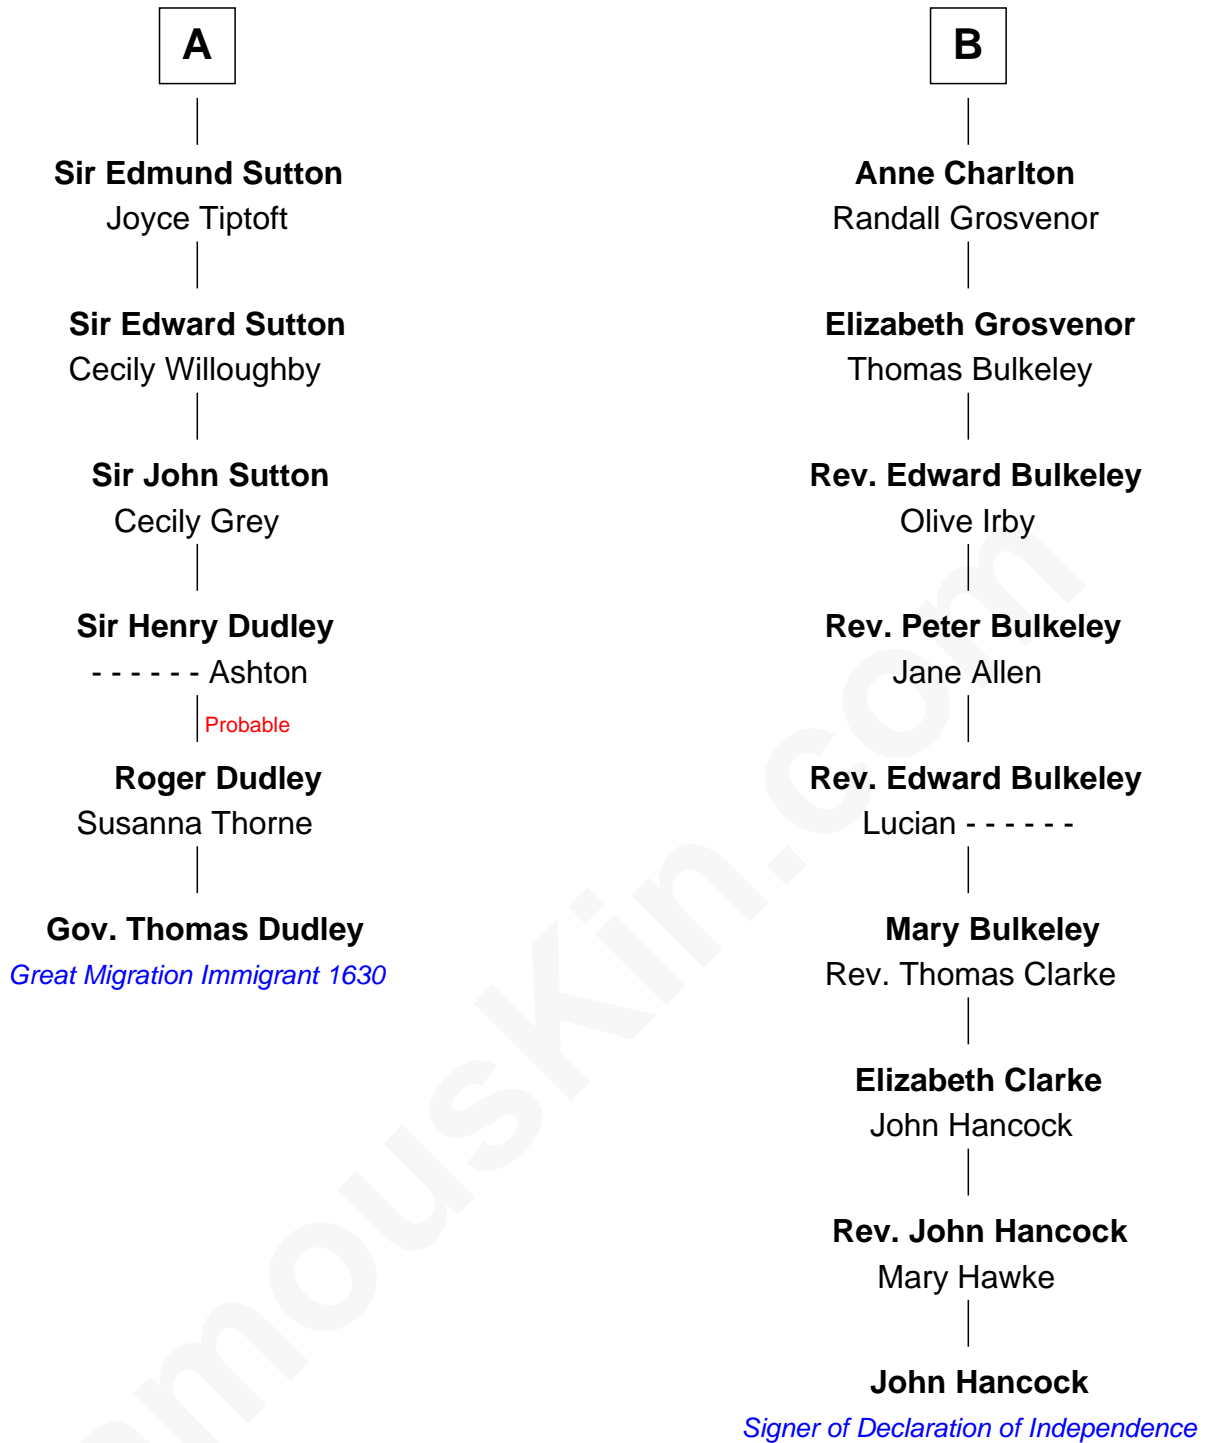 A
Sir Edmund Sutton
Joyce Tiptoft
Sir Edward Sutton
Cecily Willoughby
Sir John Sutton
Cecily Grey
Sir Henry Dudley
- - - - - - Ashton
Probable
Roger Dudley
Susanna Thorne
Gov. Thomas Dudley
Great Migration Immigrant 1630
B
Anne Charlton
Randall Grosvenor
Elizabeth Grosvenor
Thomas Bulkeley
Rev. Edward Bulkeley
Olive Irby
Rev. Peter Bulkeley
Jane Allen
Rev. Edward Bulkeley
Lucian - - - - - -
Mary Bulkeley
Rev. Thomas Clarke
Elizabeth Clarke
John Hancock
Rev. John Hancock
Mary Hawke
John Hancock
Signer of Declaration of Independence
amouskin.com